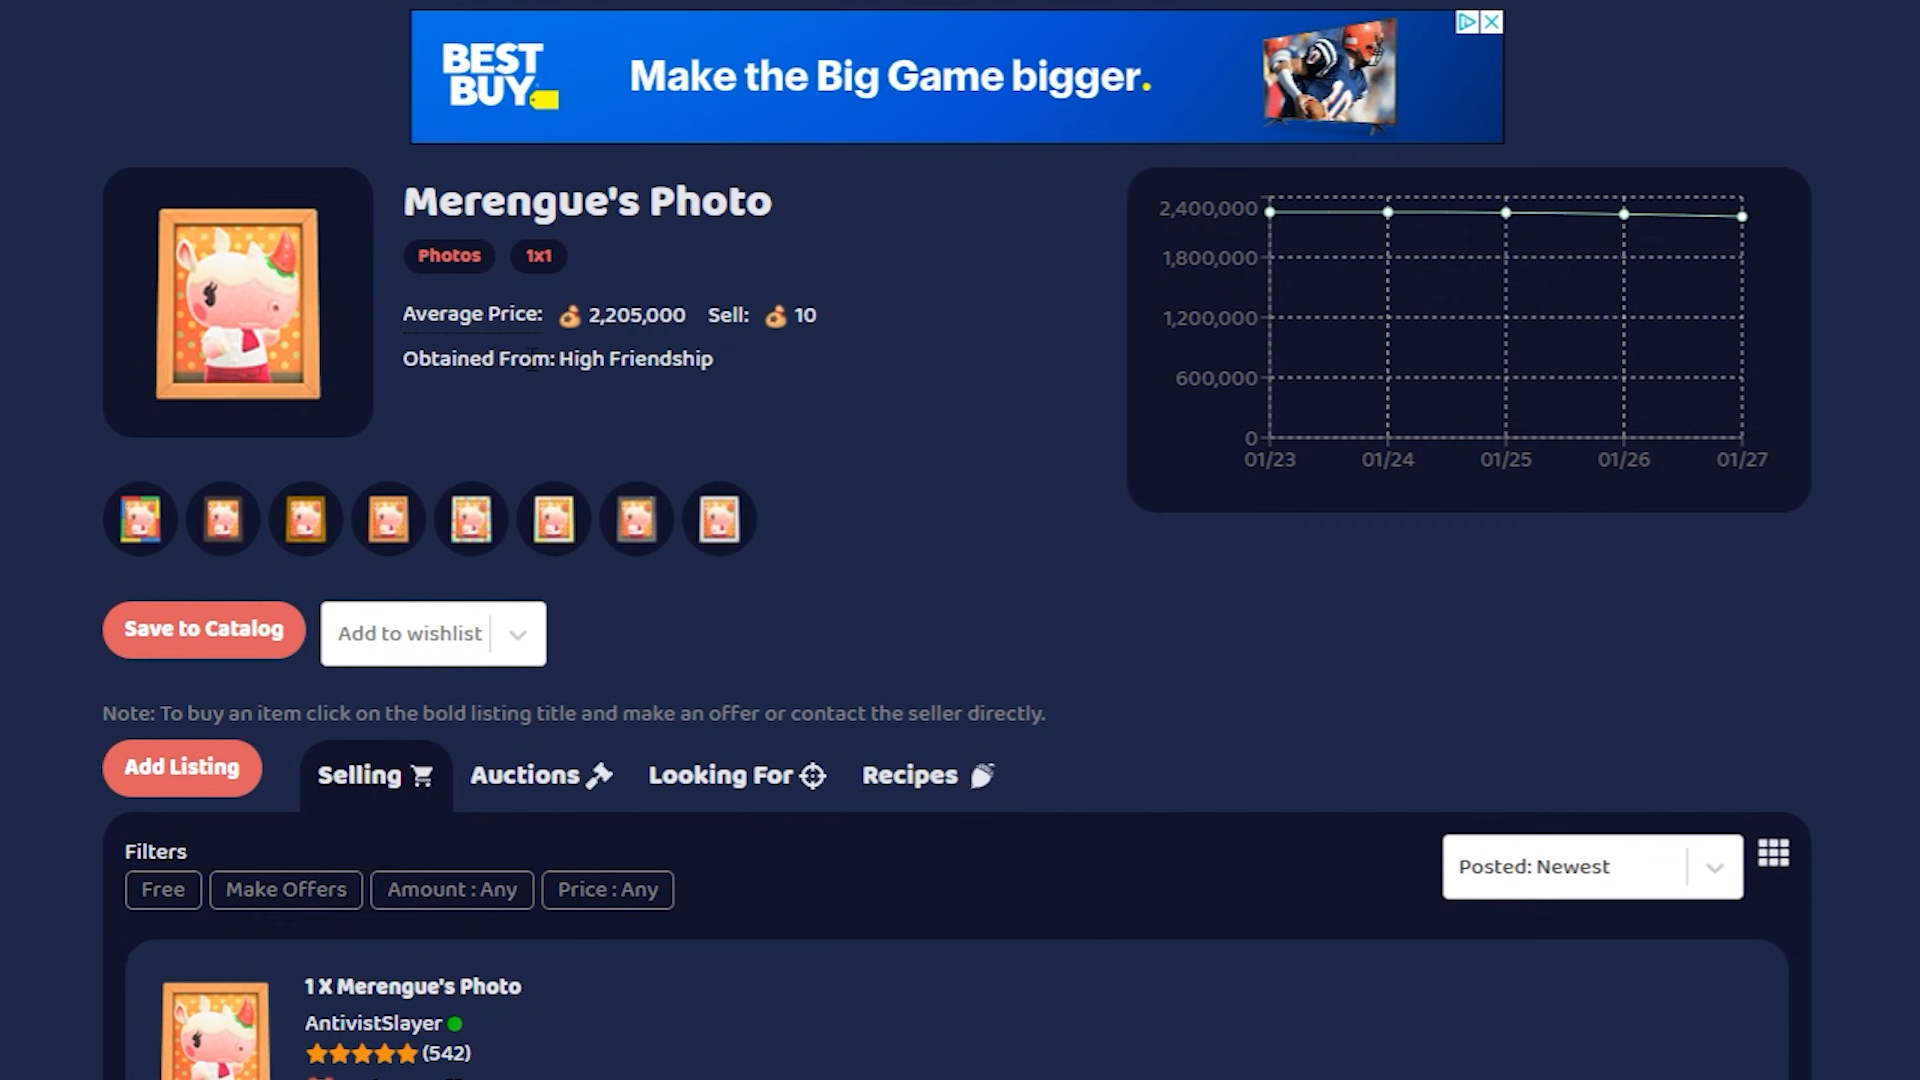 BEST
BUY
Make the Big Game bigger.
Merengue's Photo
Photos 1x1
Average Price: 2,205,000 Sell: 10
Obtained From: High Friendship
2,400,000
1,800,000
1,200,000
600,000
0
01/23 01/24 01/25 01/26 01/27
Save to Catalog Add to wishlist
Note: To buy an item click on the bold listing title and make an offer or contact the seller directly.
Add Listing Selling Auctions Looking For Recipes
Filters
Free Make Offers Amount : Any Price : Any
Posted: Newest
1 X Merengue's Photo
AntivistSlayer
(542)